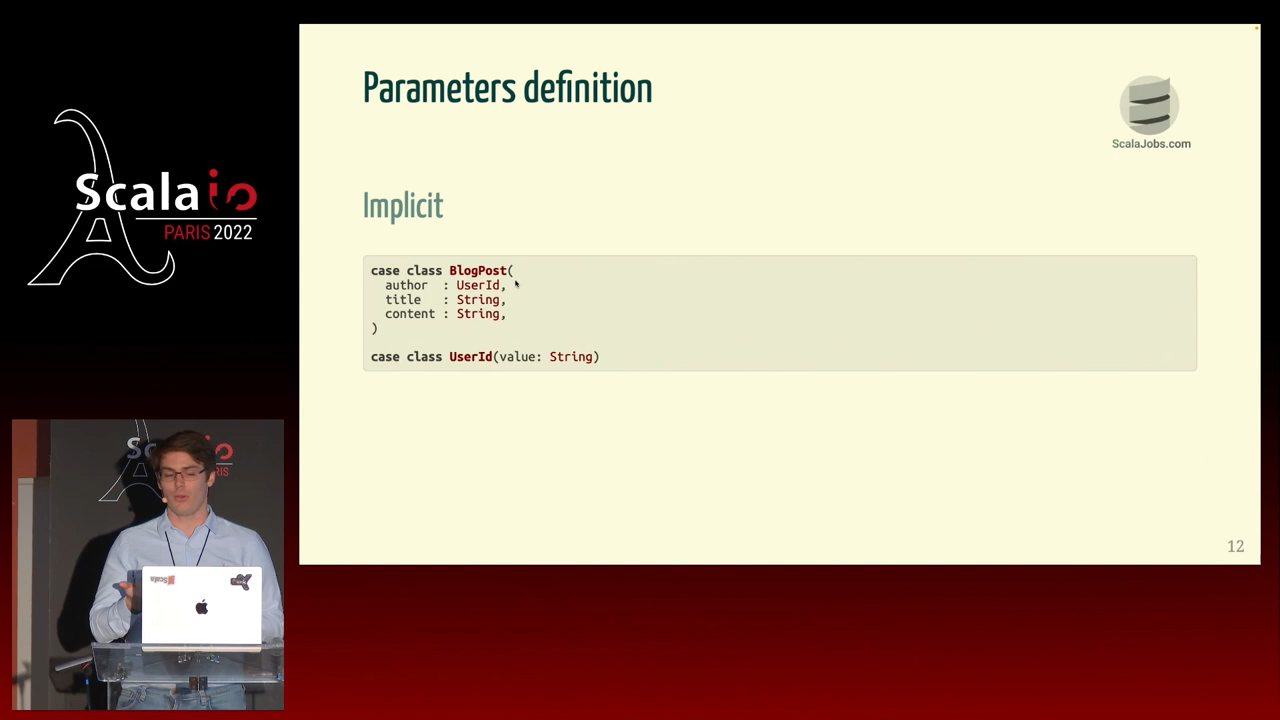 Parameters definition
ScalaJobs.com
Implicit
case class BlogPost(
  author  : UserId,
  title   : String,
  content : String,
)
case class UserId(value: String)
12
Scala io
PARIS 2022